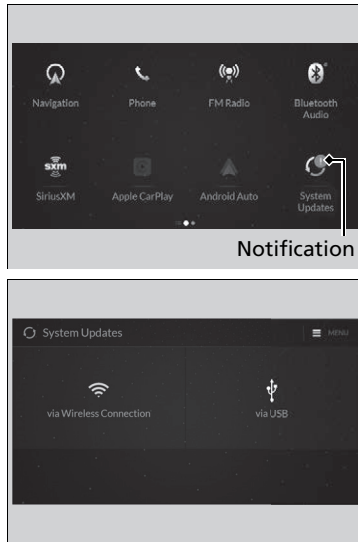 Navigation
Phone
FM Radio
Bluetooth
Audio
sxm
SiriusXM
Apple CarPlay
Android Auto
System
Updates
Notification
System Updates
MENU
via Wireless Connection
via USB